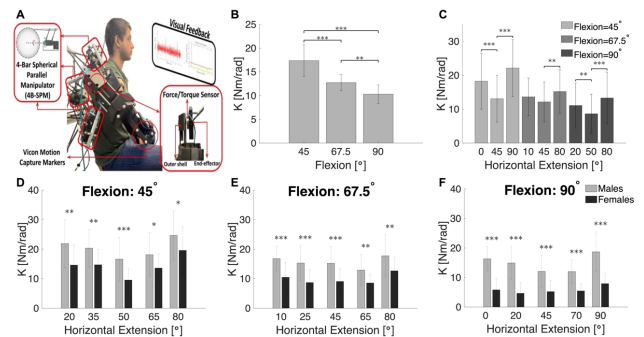 A
Visual Feedback
4-Bar Spherical
Parallel
Manipulator
(4B-SPM)
Force/Torque Sensor
Vicon Motion
Capture Markers
Outer shell
End-effector
B
K [Nm/rad]
30
20
10
0
***
***
**
45 67.5 90
Flexion [°]
C
K [Nm/rad]
30
20
10
0
Flexion=45°
Flexion=67.5°
Flexion=90°
*** *** ** ** ***
0 45 90 10 45 80 20 50 80
Horizontal Extension [°]
D
Flexion: 45°
K [Nm/rad]
40
30
20
10
0
** ** *** * *
20 35 50 65 80
Horizontal Extension [°]
E
Flexion: 67.5°
K [Nm/rad]
40
30
20
10
0
*** *** *** ** **
10 25 45 65 80
Horizontal Extension [°]
F
Flexion: 90°
Males
Females
K [Nm/rad]
40
30
20
10
0
*** *** *** *** ***
0 20 45 70 90
Horizontal Extension [°]